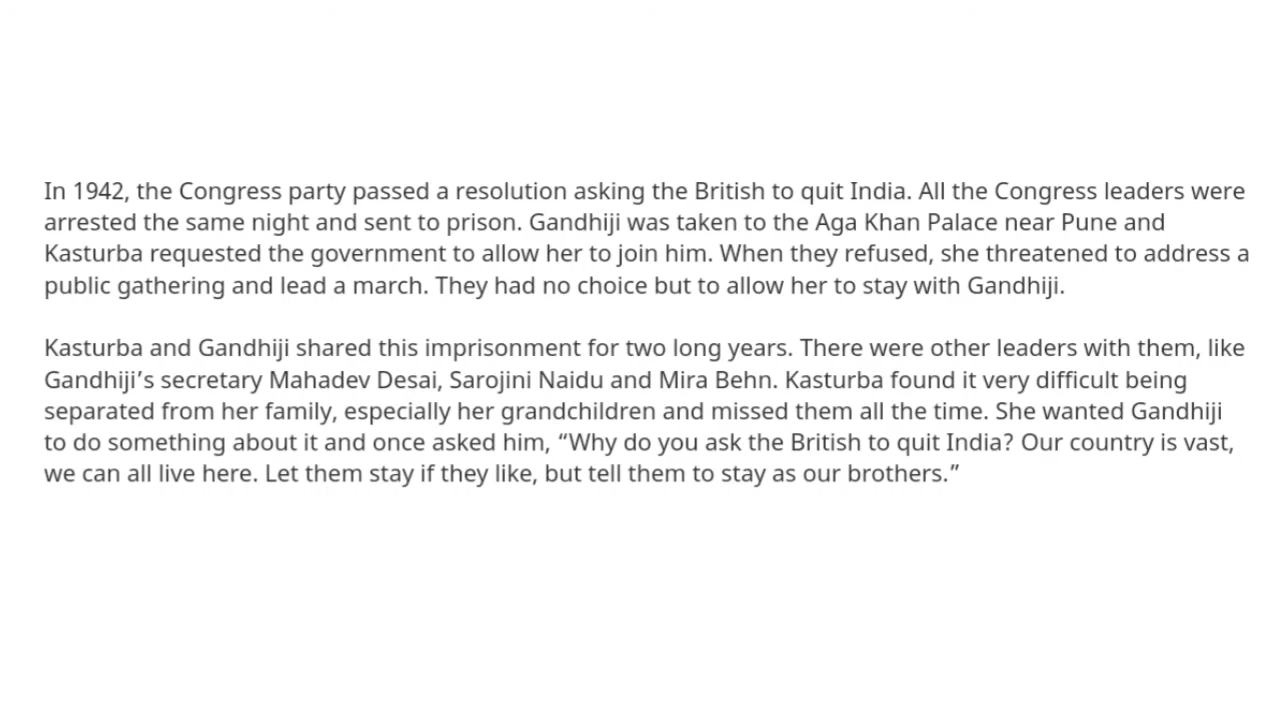 In 1942, the Congress party passed a resolution asking the British to quit India. All the Congress leaders were
arrested the same night and sent to prison. Gandhiji was taken to the Aga Khan Palace near Pune and
Kasturba requested the government to allow her to join him. When they refused, she threatened to address a
public gathering and lead a march. They had no choice but to allow her to stay with Gandhiji.
Kasturba and Gandhiji shared this imprisonment for two long years. There were other leaders with them, like
Gandhiji’s secretary Mahadev Desai, Sarojini Naidu and Mira Behn. Kasturba found it very difficult being
separated from her family, especially her grandchildren and missed them all the time. She wanted Gandhiji
to do something about it and once asked him, “Why do you ask the British to quit India? Our country is vast,
we can all live here. Let them stay if they like, but tell them to stay as our brothers.”